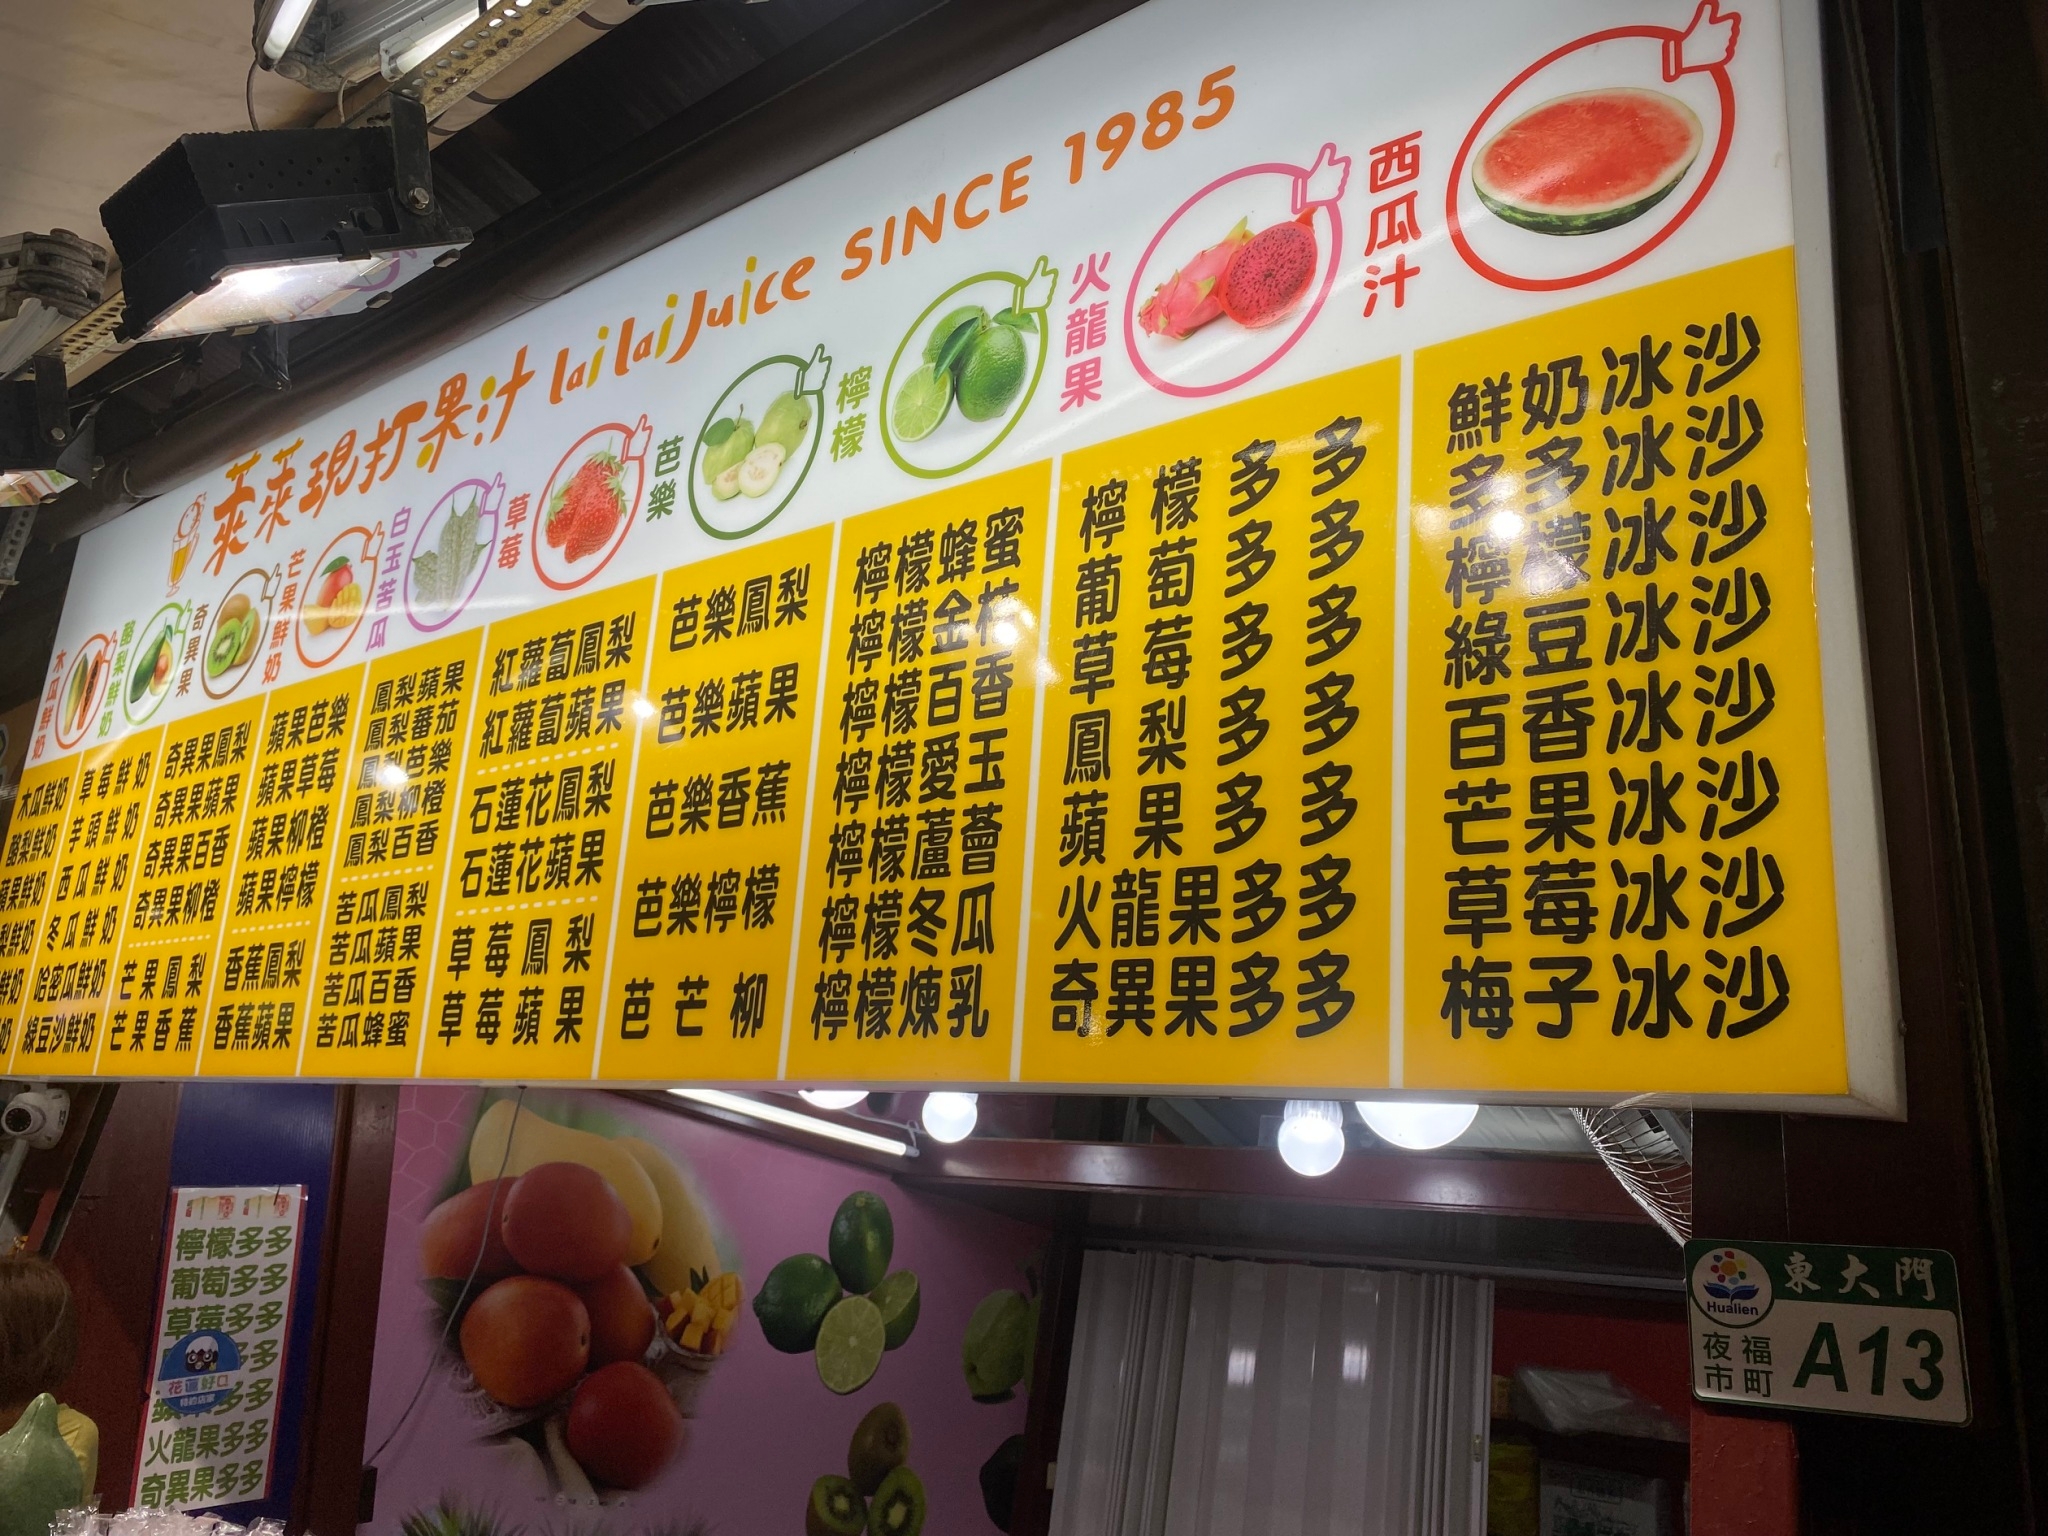 萊萊現打果汁 lai lai Juice SINCE 1985
木瓜鮮奶
酪梨鮮奶
奇異果
芒果鮮奶
白玉苦瓜
草莓
芭樂
檸檬
火龍果
西瓜汁
木瓜鮮奶
酪梨鮮奶
蘋果鮮奶
梨鮮奶
鮮奶
奶
草莓鮮奶
芋頭鮮奶
西瓜鮮奶
冬瓜鮮奶
哈密瓜鮮奶
綠豆沙鮮奶
奇異果鳳梨
奇異果蘋果
奇異果百香
奇異果柳橙
芒果鳳梨
芒果香蕉
蘋果芭樂
蘋果草莓
蘋果柳橙
蘋果檸檬
香蕉鳳梨
香蕉蘋果
鳳梨蘋果
鳳梨蕃茄
鳳梨芭樂
鳳梨柳橙
鳳梨百香
苦瓜鳳梨
苦瓜蘋果
苦瓜百香
苦瓜蜂蜜
紅蘿蔔鳳梨
紅蘿蔔蘋果
石蓮花鳳梨
石蓮花蘋果
草莓鳳梨
草莓蘋果
芭樂鳳梨
芭樂蘋果
芭樂香蕉
芭樂檸檬
芭芒柳
檸檬蜂蜜
檸檬金桔
檸檬百香
檸檬愛玉
檸檬蘆薈
檸檬冬瓜
檸檬煉乳
檸檬多多
葡萄多多
草莓多多
鳳梨多多
蘋果多多
火龍果多多
奇異果多多
鮮奶冰沙
多多冰沙
檸檬冰沙
綠豆冰沙
百香冰沙
芒果冰沙
草莓冰沙
梅子冰沙
檸檬多多
葡萄多多
草莓多多
多
多多
火龍果多多
奇異果多多
花蓮好口
特約店家
Hualien
東大門
夜市
福町
A13